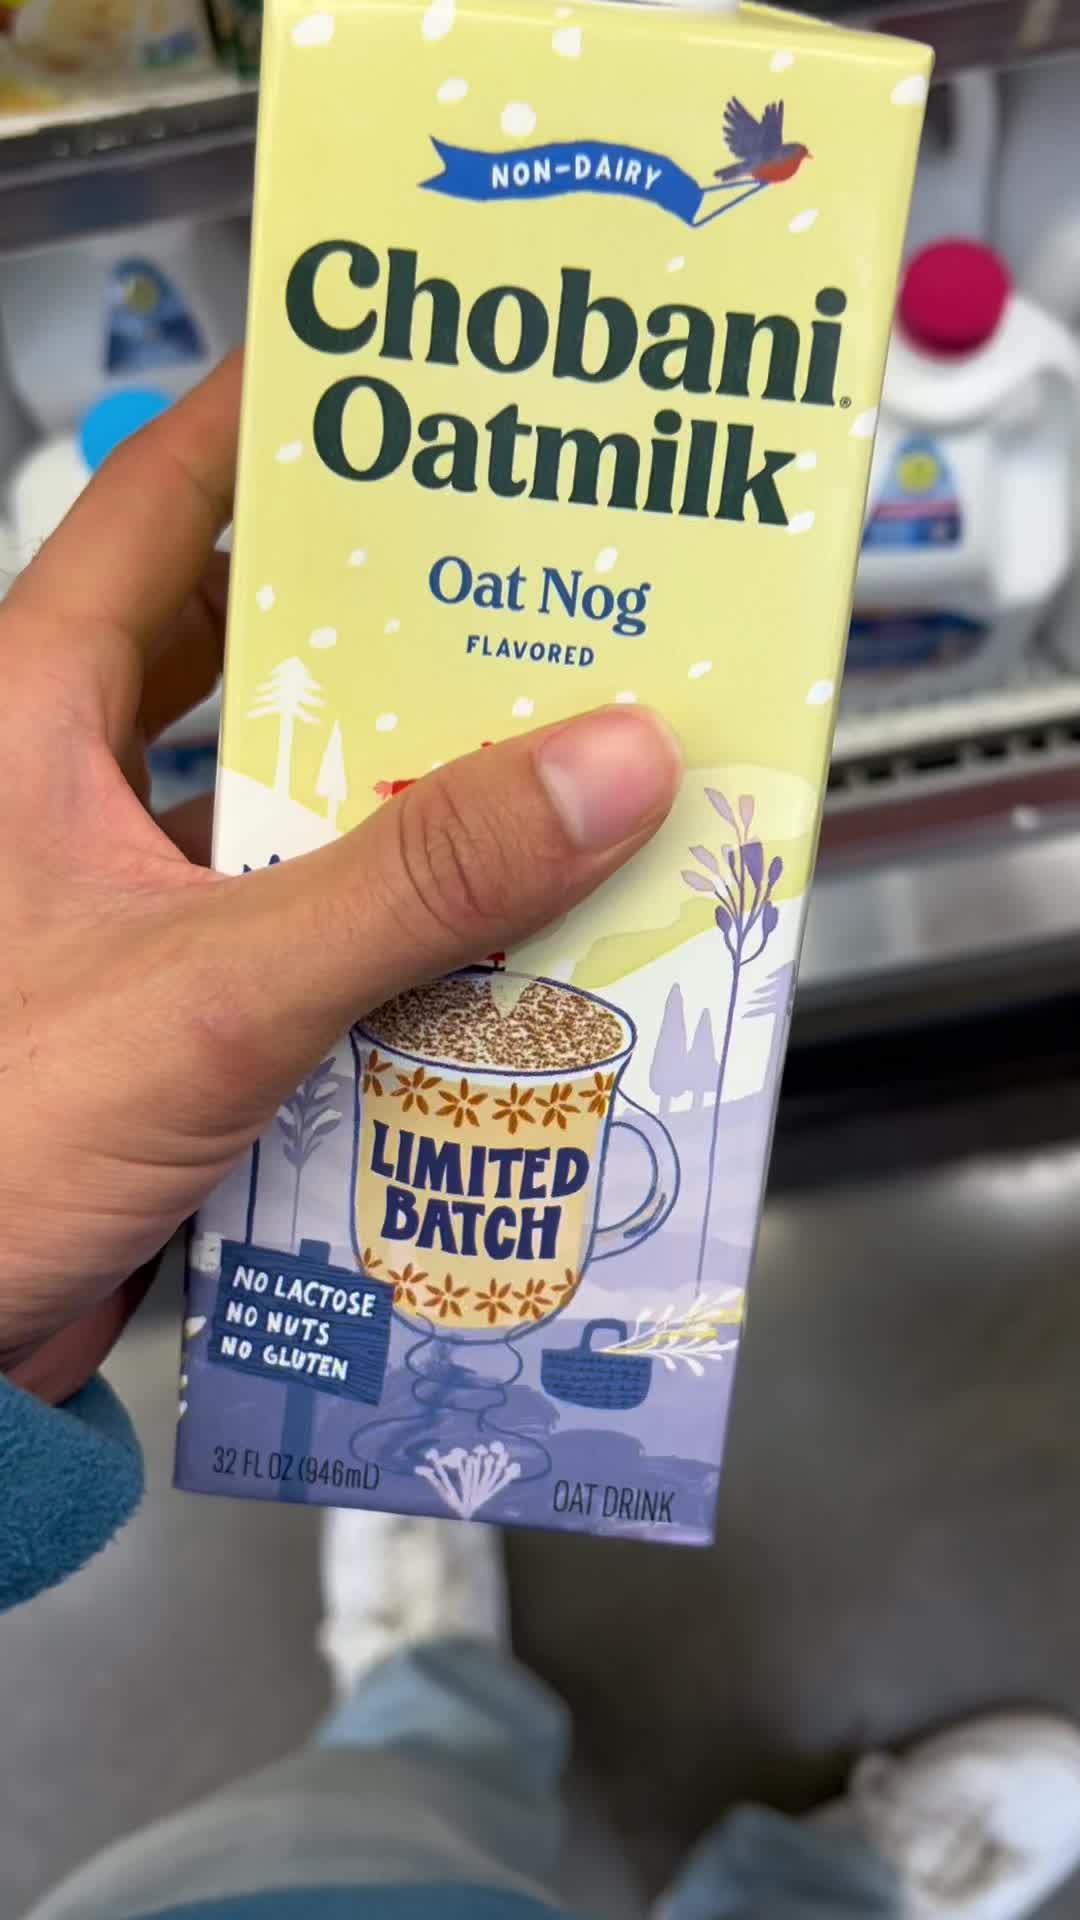 NON-DAIRY
Chobani®
Oatmilk
Oat Nog
FLAVORED
LIMITED
BATCH
NO LACTOSE
NO NUTS
NO GLUTEN
32 FL OZ (946mL)
OAT DRINK